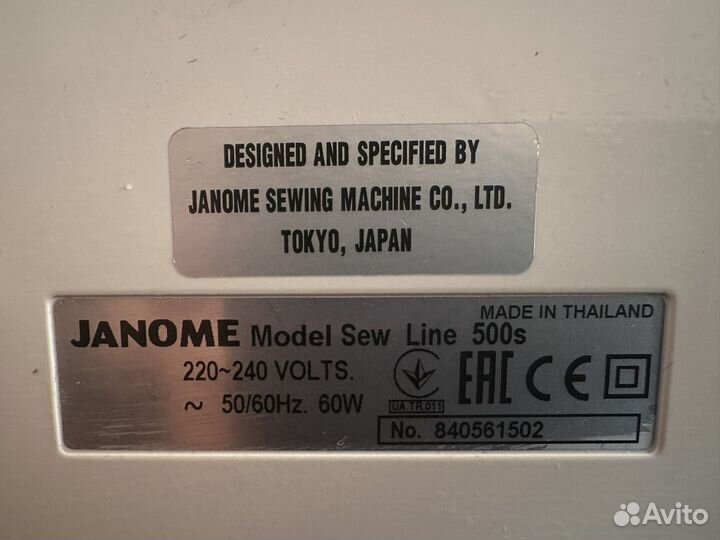 DESIGNED AND SPECIFIED BY
JANOME SEWING MACHINE CO., LTD.
TOKYO, JAPAN
MADE IN THAILAND
JANOME Model Sew Line 500s
220~240 VOLTS.
~ 50/60Hz. 60W
UA.TR.011
EAC CE
No. 840561502
Avito